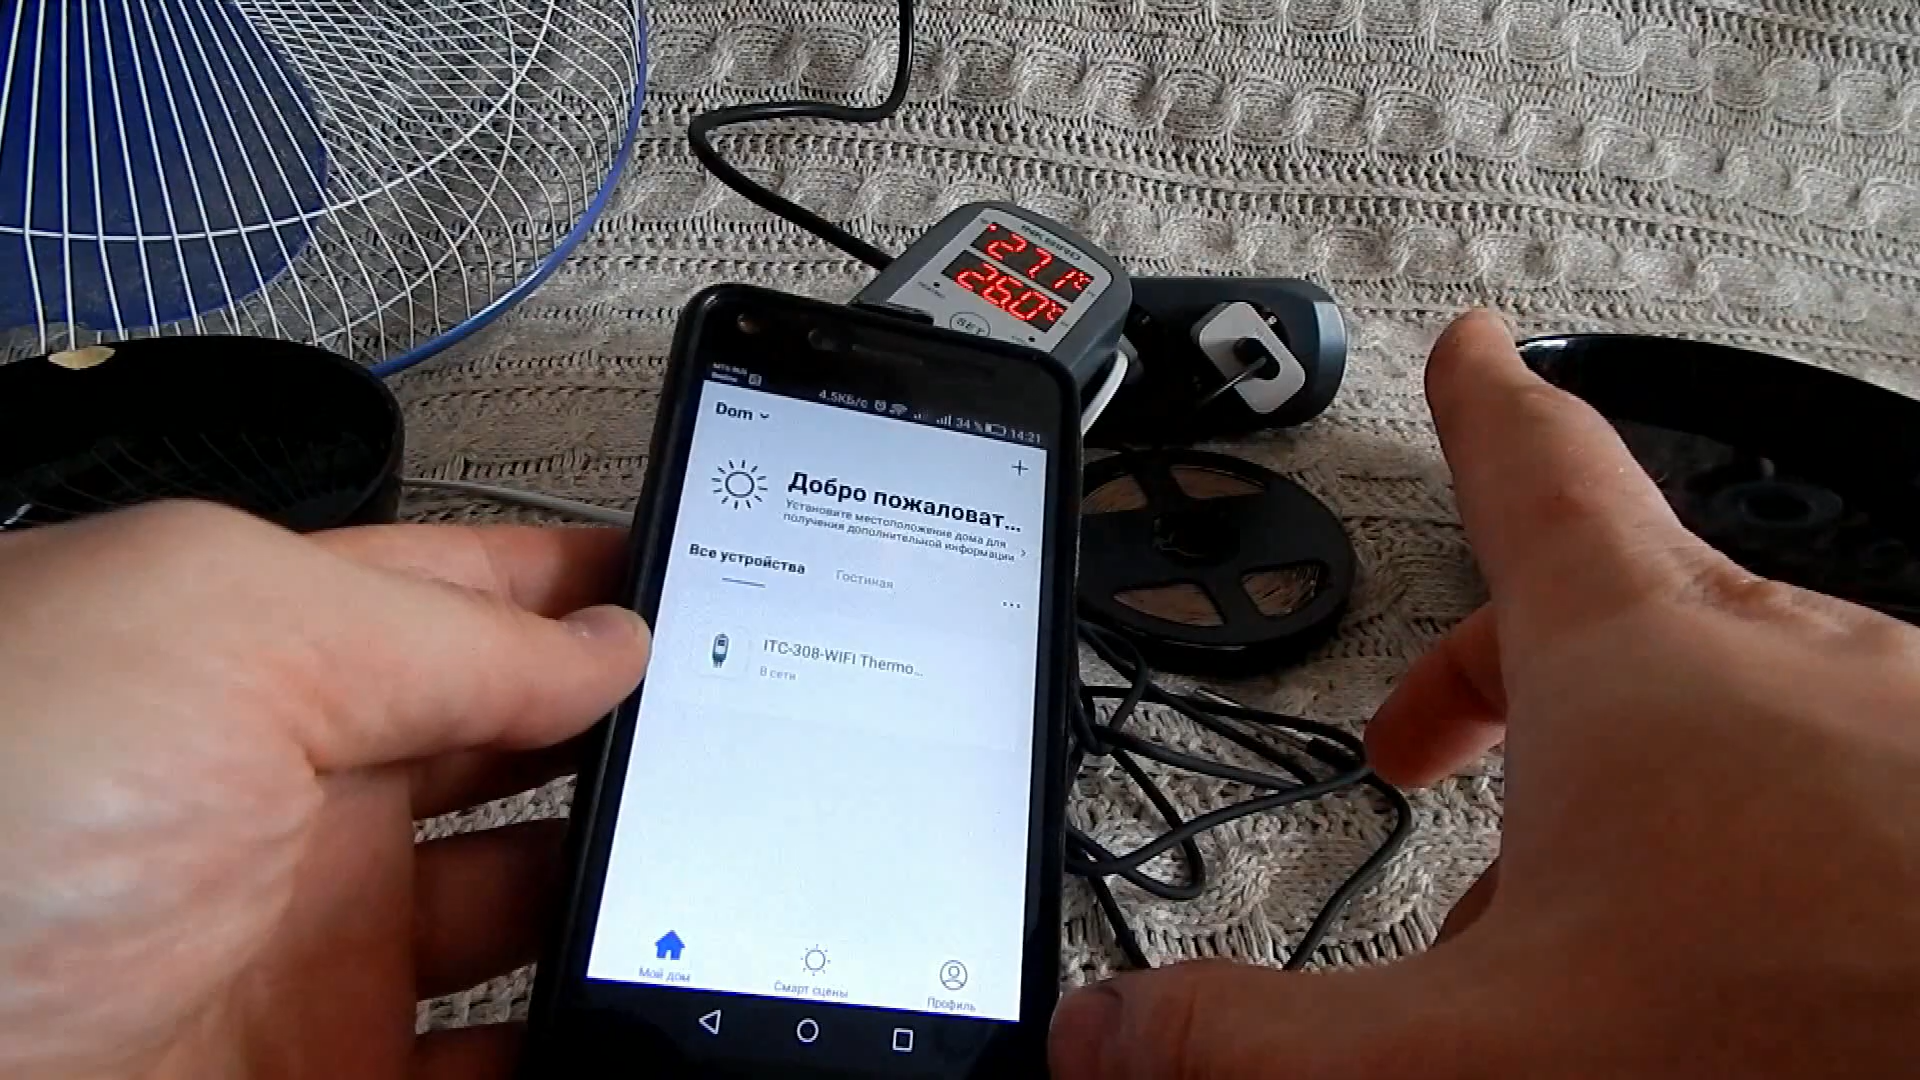 27.1°C
26.0°C
SET
4.5КБ/с
34 %
14:21
Dom
+
Добро пожаловат...
Установите местоположение дома для
получения дополнительной информации
Все устройства
Гостиная
...
ITC-308-WIFI Thermo...
В сети
Мой дом
Смарт сцены
Профиль